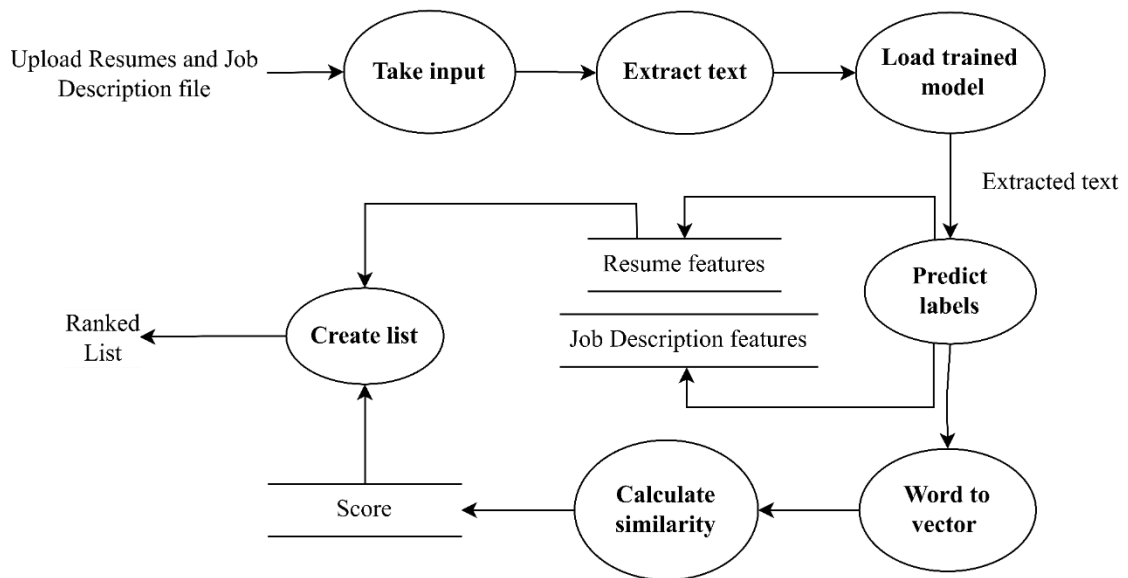 Upload Resumes and Job
Description file
Take input
Extract text
Load trained
model
Extracted text
Resume features
Predict
labels
Job Description features
Create list
Ranked
List
Score
Calculate
similarity
Word to
vector